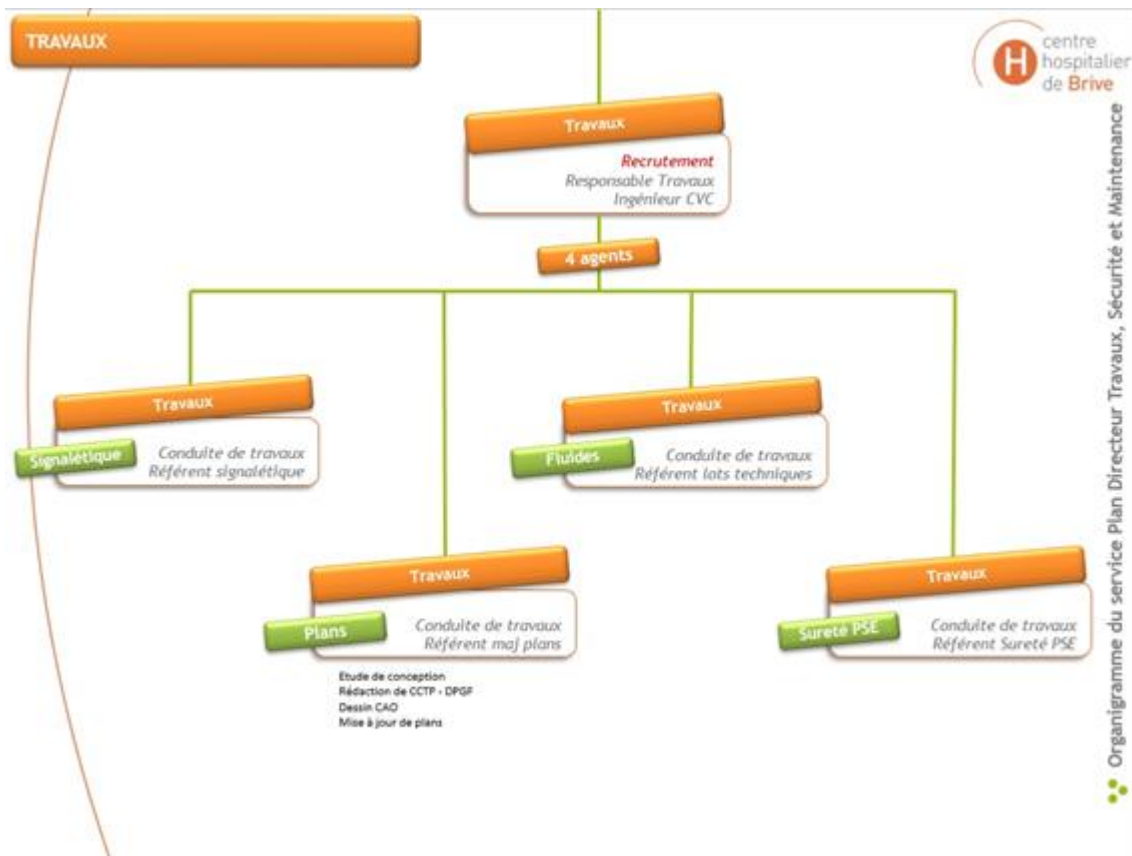 TRAVAUX
centre
hospitalier
de Brive
H
Travaux
Recrutement
Responsable Travaux
Ingénieur CVC
4 agents
Travaux
Signalétique
Conduite de travaux
Référent signalétique
Travaux
Fluides
Conduite de travaux
Référent lots techniques
Travaux
Plans
Conduite de travaux
Référent maj plans
Etude de conception
Rédaction de CCTP - DPGF
Dessin CAO
Mise à jour de plans
Travaux
Sureté PSE
Conduite de travaux
Référent Sureté PSE
Organigramme du service Plan Directeur Travaux, Sécurité et Maintenance